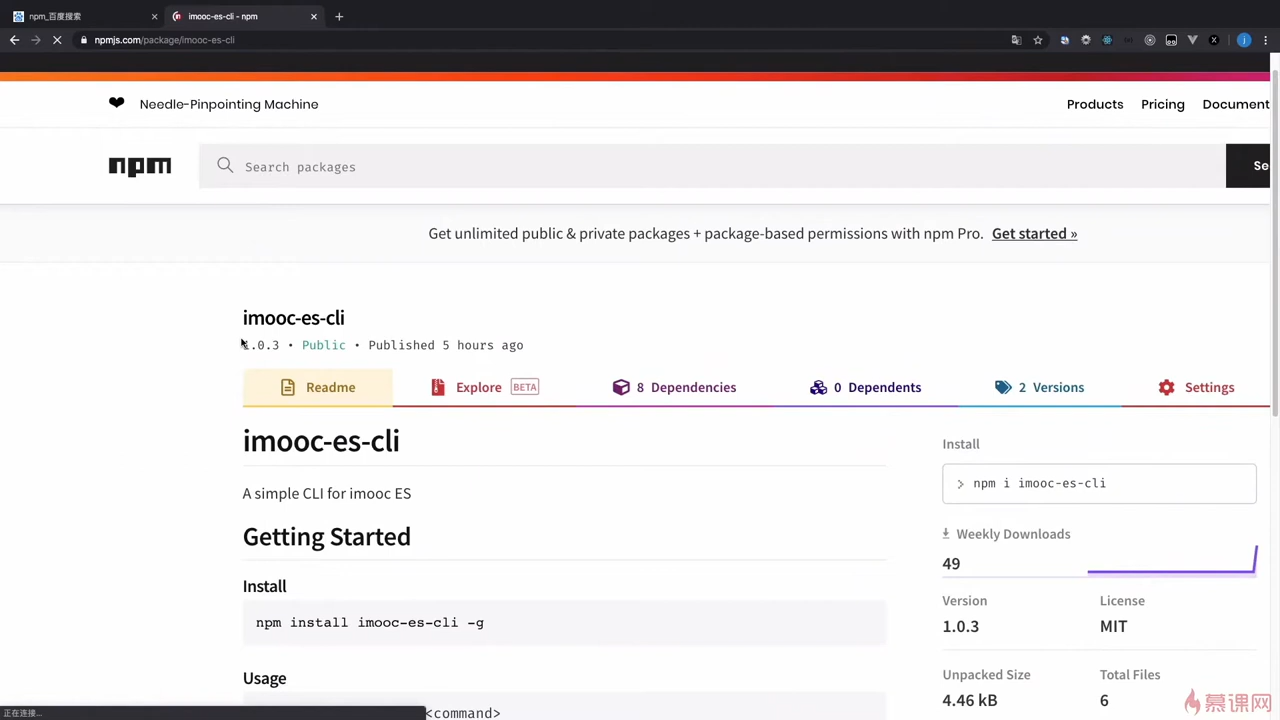 npm_百度搜索
imooc-es-cli - npm
npmjs.com/package/imooc-es-cli
j
❤ Needle-Pinpointing Machine
Products Pricing Document
npm
Search packages
Se
Get unlimited public & private packages + package-based permissions with npm Pro. Get started »
imooc-es-cli
1.0.3 • Public • Published 5 hours ago
Readme
Explore BETA
8 Dependencies
0 Dependents
2 Versions
Settings
imooc-es-cli
A simple CLI for imooc ES
Getting Started
Install
npm install imooc-es-cli -g
Usage
<command>
Install
> npm i imooc-es-cli
Weekly Downloads
49
Version License
1.0.3 MIT
Unpacked Size Total Files
4.46 kB 6
正在连接...
慕课网